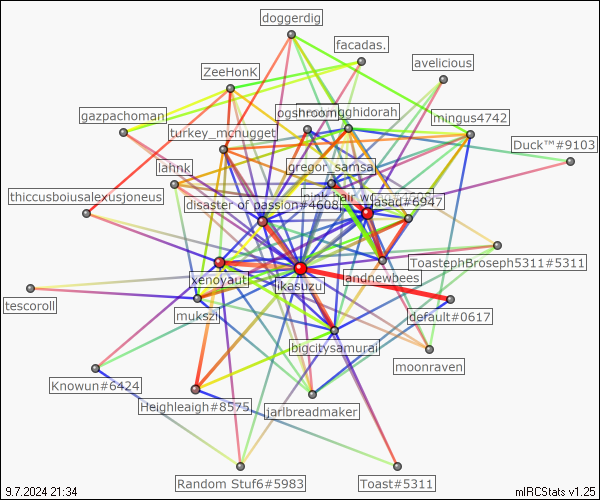 doggerdig
facadas.
avelicious
ZeeHonK
gazpachoman
mingus4742
turkey_mcnugget
Duck™#9103
lahnk
gregor_samsa
thiccusboiusalexusjoneus
disaster of passion#4608
asad#6947
ToastephBroseph5311#5311
xenoyaut
ikasuzu
andnewbees
tescoroll
mukszi
default#0617
bigcitysamurai
moonraven
Knowun#6424
Heighleaigh#8575
jarlbreadmaker
Random Stuf6#5983
Toast#5311
9.7.2024 21:34
mIRCStats v1.25